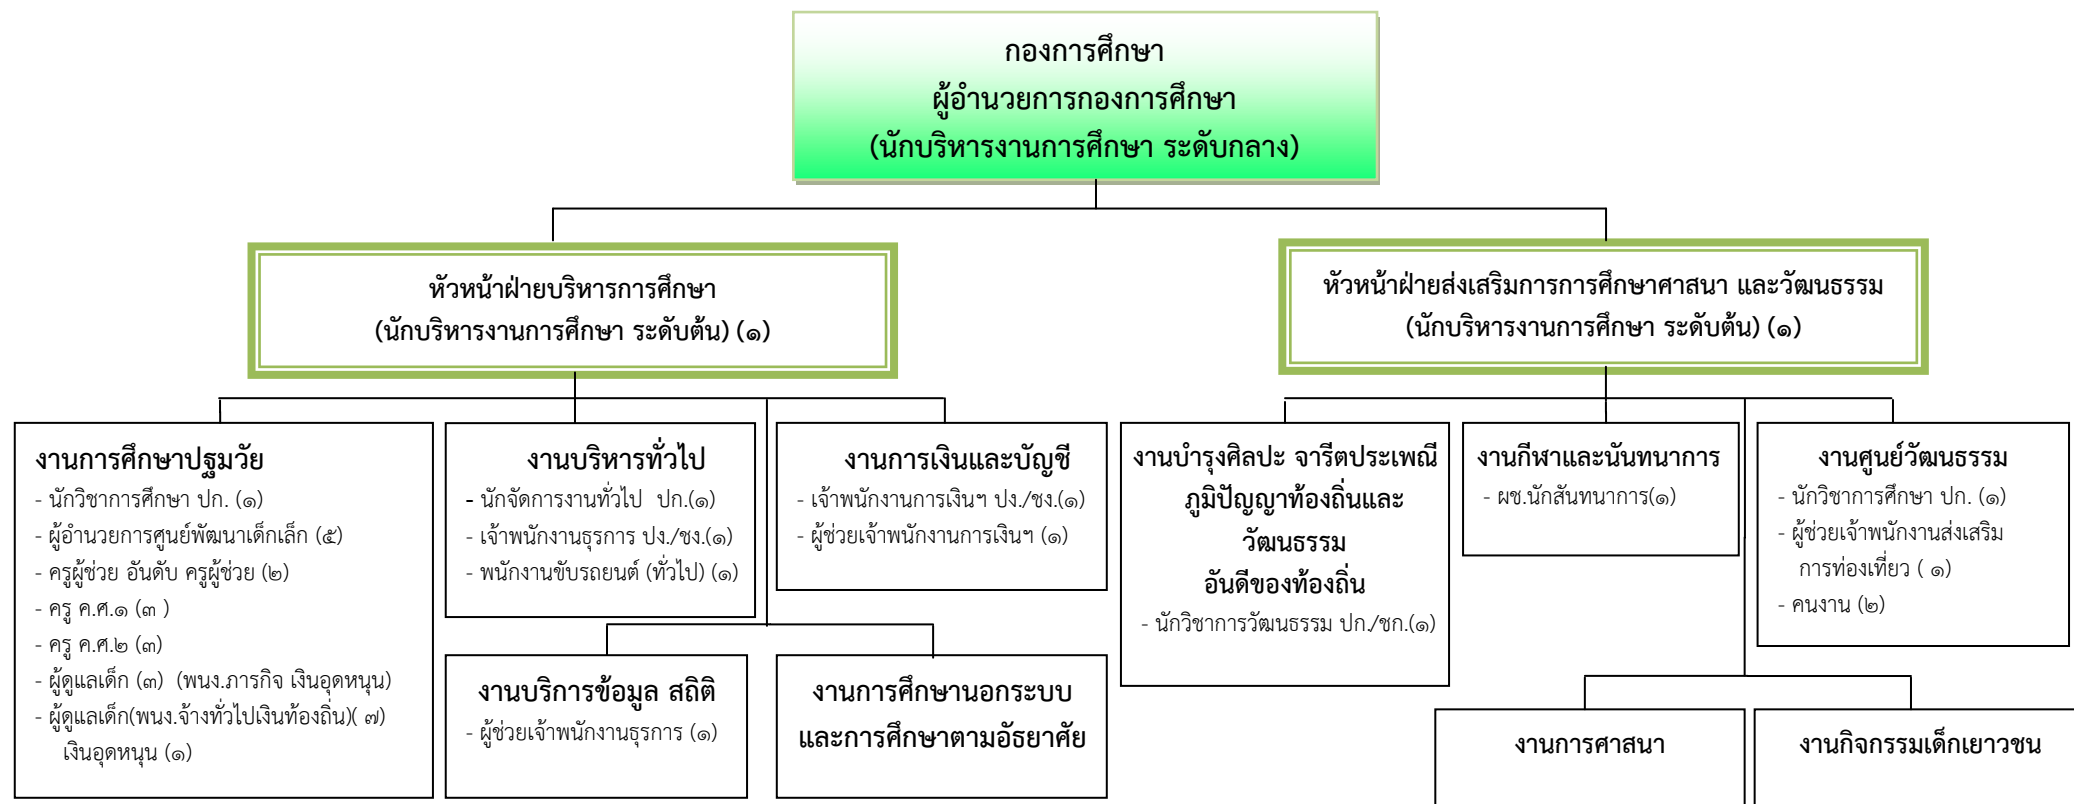 กองการศึกษา
ผู้อำนวยการกองการศึกษา
(นักบริหารงานการศึกษา ระดับกลาง)
หัวหน้าฝ่ายบริหารการศึกษา
(นักบริหารงานการศึกษา ระดับต้น) (๑)
หัวหน้าฝ่ายส่งเสริมการการศึกษาศาสนา และวัฒนธรรม
(นักบริหารงานการศึกษา ระดับต้น) (๑)
งานการศึกษาปฐมวัย
- นักวิชาการศึกษา ปก. (๑)
- ผู้อำนวยการศูนย์พัฒนาเด็กเล็ก (๕)
- ครูผู้ช่วย อันดับ ครูผู้ช่วย (๒)
- ครู ค.ศ.๑ (๓ )
- ครู ค.ศ.๒ (๓)
- ผู้ดูแลเด็ก (๓) (พนง.ภารกิจ เงินอุดหนุน)
- ผู้ดูแลเด็ก(พนง.จ้างทั่วไปเงินท้องถิ่น)( ๗)
เงินอุดหนุน (๑)
งานบริหารทั่วไป
- นักจัดการงานทั่วไป ปก.(๑)
- เจ้าพนักงานธุรการ ปง./ชง.(๑)
- พนักงานขับรถยนต์ (ทั่วไป) (๑)
งานการเงินและบัญชี
- เจ้าพนักงานการเงินฯ ปง./ชง.(๑)
- ผู้ช่วยเจ้าพนักงานการเงินฯ (๑)
งานบริการข้อมูล สถิติ
- ผู้ช่วยเจ้าพนักงานธุรการ (๑)
งานการศึกษานอกระบบ
และการศึกษาตามอัธยาศัย
งานบำรุงศิลปะ จารีตประเพณี
ภูมิปัญญาท้องถิ่นและ
วัฒนธรรม
อันดีของท้องถิ่น
- นักวิชาการวัฒนธรรม ปก./ชก.(๑)
งานกีฬาและนันทนาการ
- ผช.นักสันทนาการ(๑)
งานศูนย์วัฒนธรรม
- นักวิชาการศึกษา ปก. (๑)
- ผู้ช่วยเจ้าพนักงานส่งเสริม
การท่องเที่ยว ( ๑)
- คนงาน (๒)
งานการศาสนา
งานกิจกรรมเด็กเยาวชน